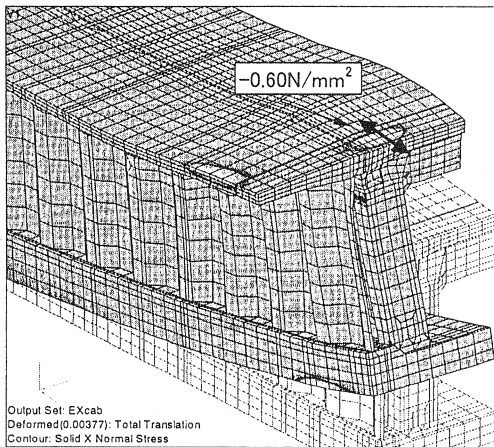 -0.60N/mm²
Output Set: EXcab
Deformed(0.00377): Total Translation
Contour: Solid X Normal Stress